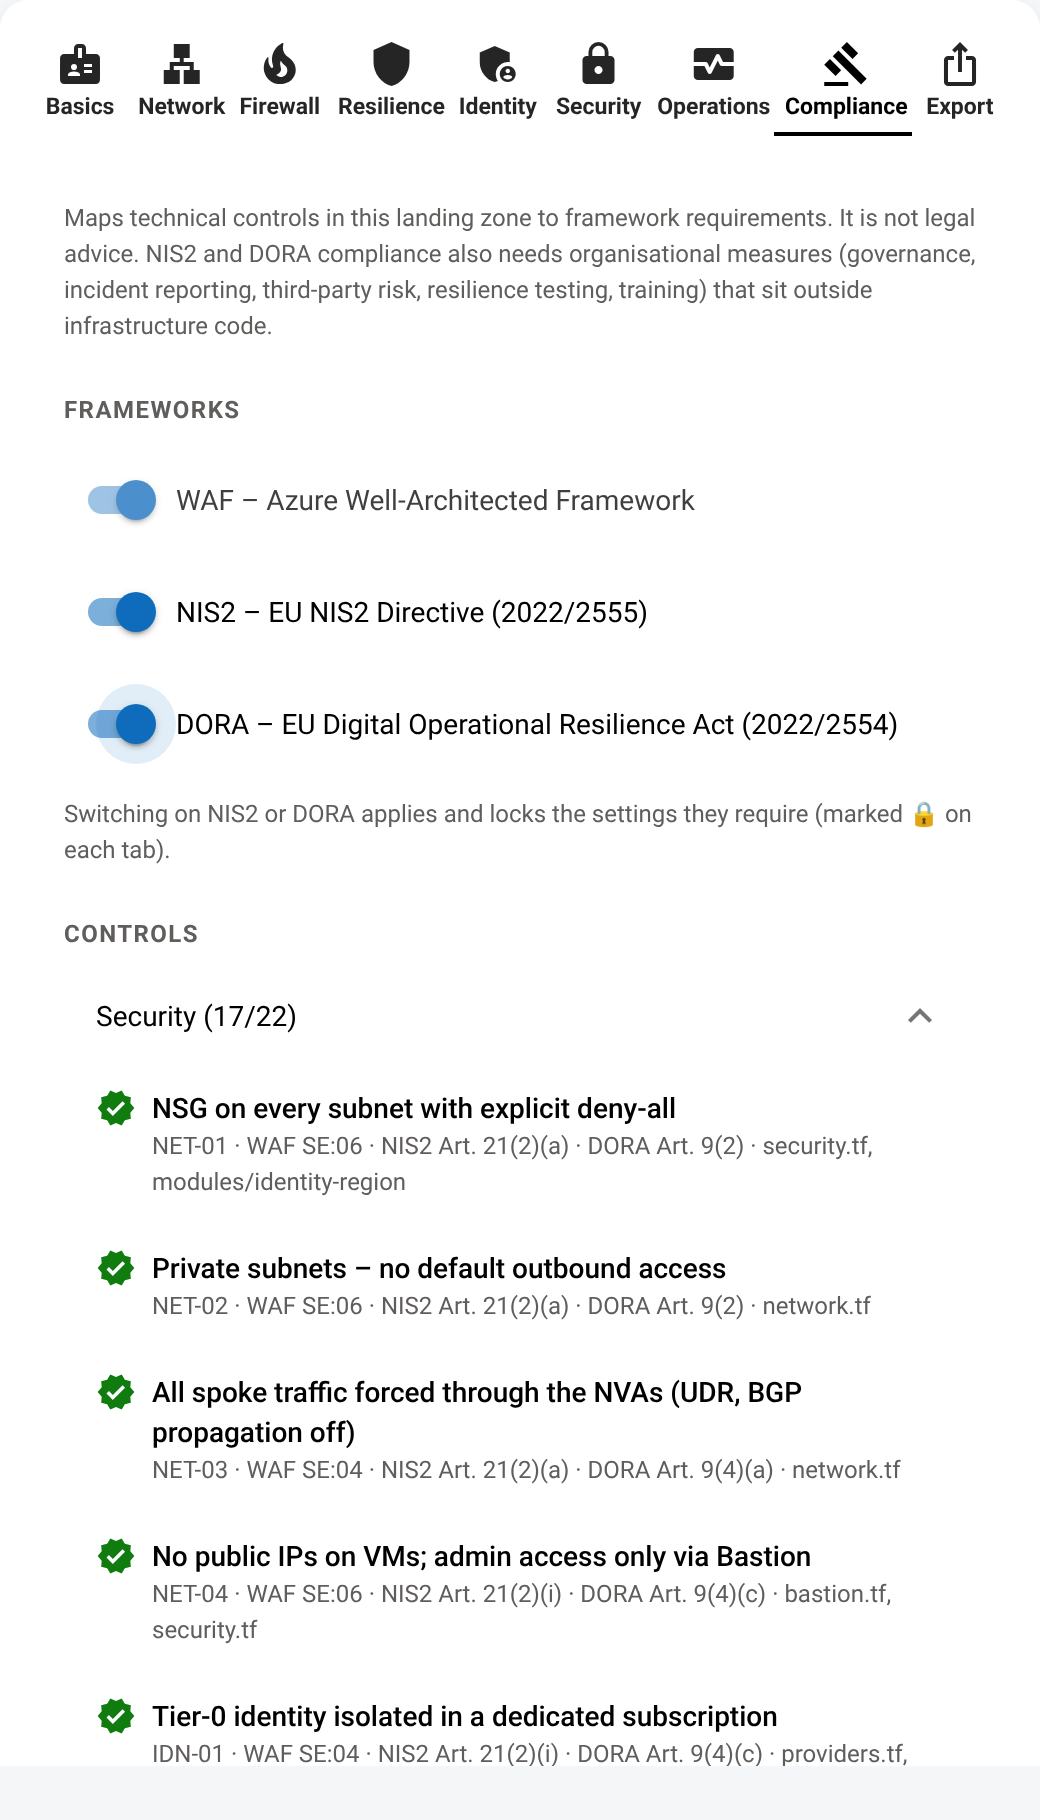 Basics Network Firewall Resilience Identity Security Operations Compliance Export
Maps technical controls in this landing zone to framework requirements. It is not legal
advice. NIS2 and DORA compliance also needs organisational measures (governance,
incident reporting, third-party risk, resilience testing, training) that sit outside
infrastructure code.
FRAMEWORKS
WAF – Azure Well-Architected Framework
NIS2 – EU NIS2 Directive (2022/2555)
DORA – EU Digital Operational Resilience Act (2022/2554)
Switching on NIS2 or DORA applies and locks the settings they require (marked 🔒 on
each tab).
CONTROLS
Security (17/22)
NSG on every subnet with explicit deny-all
NET-01 · WAF SE:06 · NIS2 Art. 21(2)(a) · DORA Art. 9(2) · security.tf,
modules/identity-region
Private subnets – no default outbound access
NET-02 · WAF SE:06 · NIS2 Art. 21(2)(a) · DORA Art. 9(2) · network.tf
All spoke traffic forced through the NVAs (UDR, BGP
propagation off)
NET-03 · WAF SE:04 · NIS2 Art. 21(2)(a) · DORA Art. 9(4)(a) · network.tf
No public IPs on VMs; admin access only via Bastion
NET-04 · WAF SE:06 · NIS2 Art. 21(2)(i) · DORA Art. 9(4)(c) · bastion.tf,
security.tf
Tier-0 identity isolated in a dedicated subscription
IDN-01 · WAF SE:04 · NIS2 Art. 21(2)(i) · DORA Art. 9(4)(c) · providers.tf,